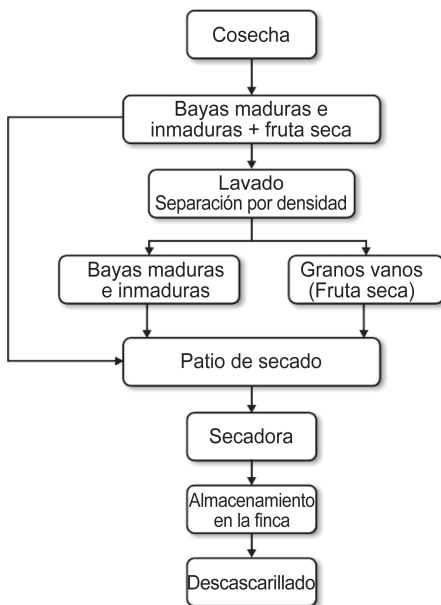 Cosecha
Bayas maduras e
inmaduras + fruta seca
Lavado
Separación por densidad
Bayas maduras
e inmaduras
Granos vanos
(Fruta seca)
Patio de secado
Secadora
Almacenamiento
en la finca
Descascarillado